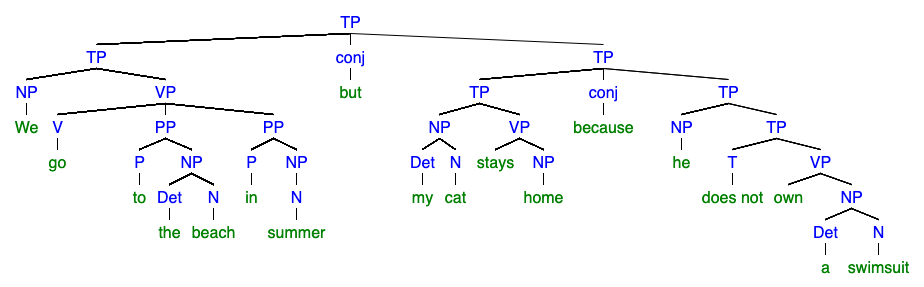 TP
TP conj TP
NP VP but TP conj TP
We V PP PP NP VP because NP TP
go P NP P NP Det N stays NP he T VP
to Det N in N my cat home does not own NP
the beach summer Det N
a swimsuit